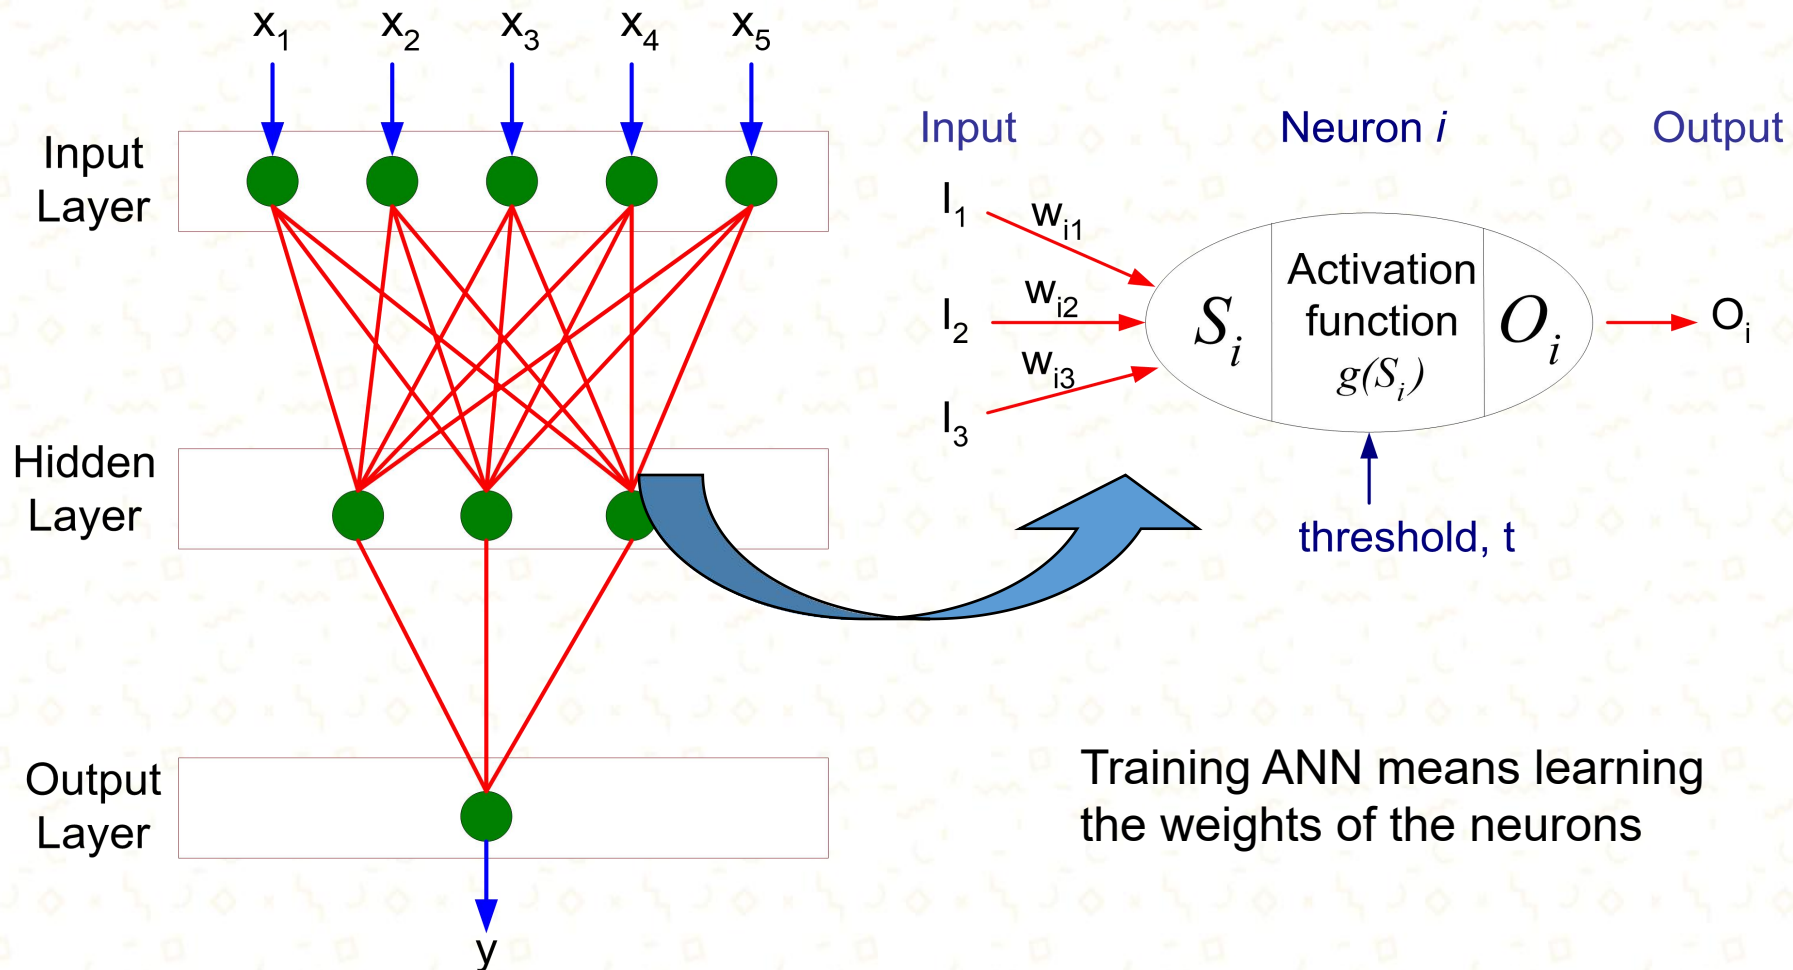 x1 x2 x3 x4 x5
Input
Layer
Hidden
Layer
Output
Layer
y
Input Neuron i Output
I1 wi1
I2 wi2
I3 wi3
Si
Activation
function
g(Si)
Oi
Oi
threshold, t
Training ANN means learning
the weights of the neurons